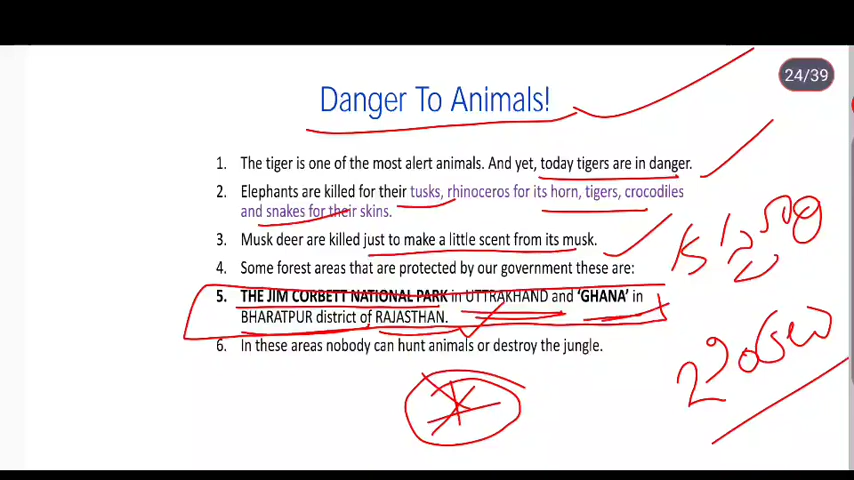 24/39
Danger To Animals!
1. The tiger is one of the most alert animals. And yet, today tigers are in danger.
2. Elephants are killed for their tusks, rhinoceros for its horn, tigers, crocodiles
and snakes for their skins.
3. Musk deer are killed just to make a little scent from its musk.
4. Some forest areas that are protected by our government these are:
5. THE JIM CORBETT NATIONAL PARK in UTTRAKHAND and ‘GHANA’ in
BHARATPUR district of RAJASTHAN.
6. In these areas nobody can hunt animals or destroy the jungle.